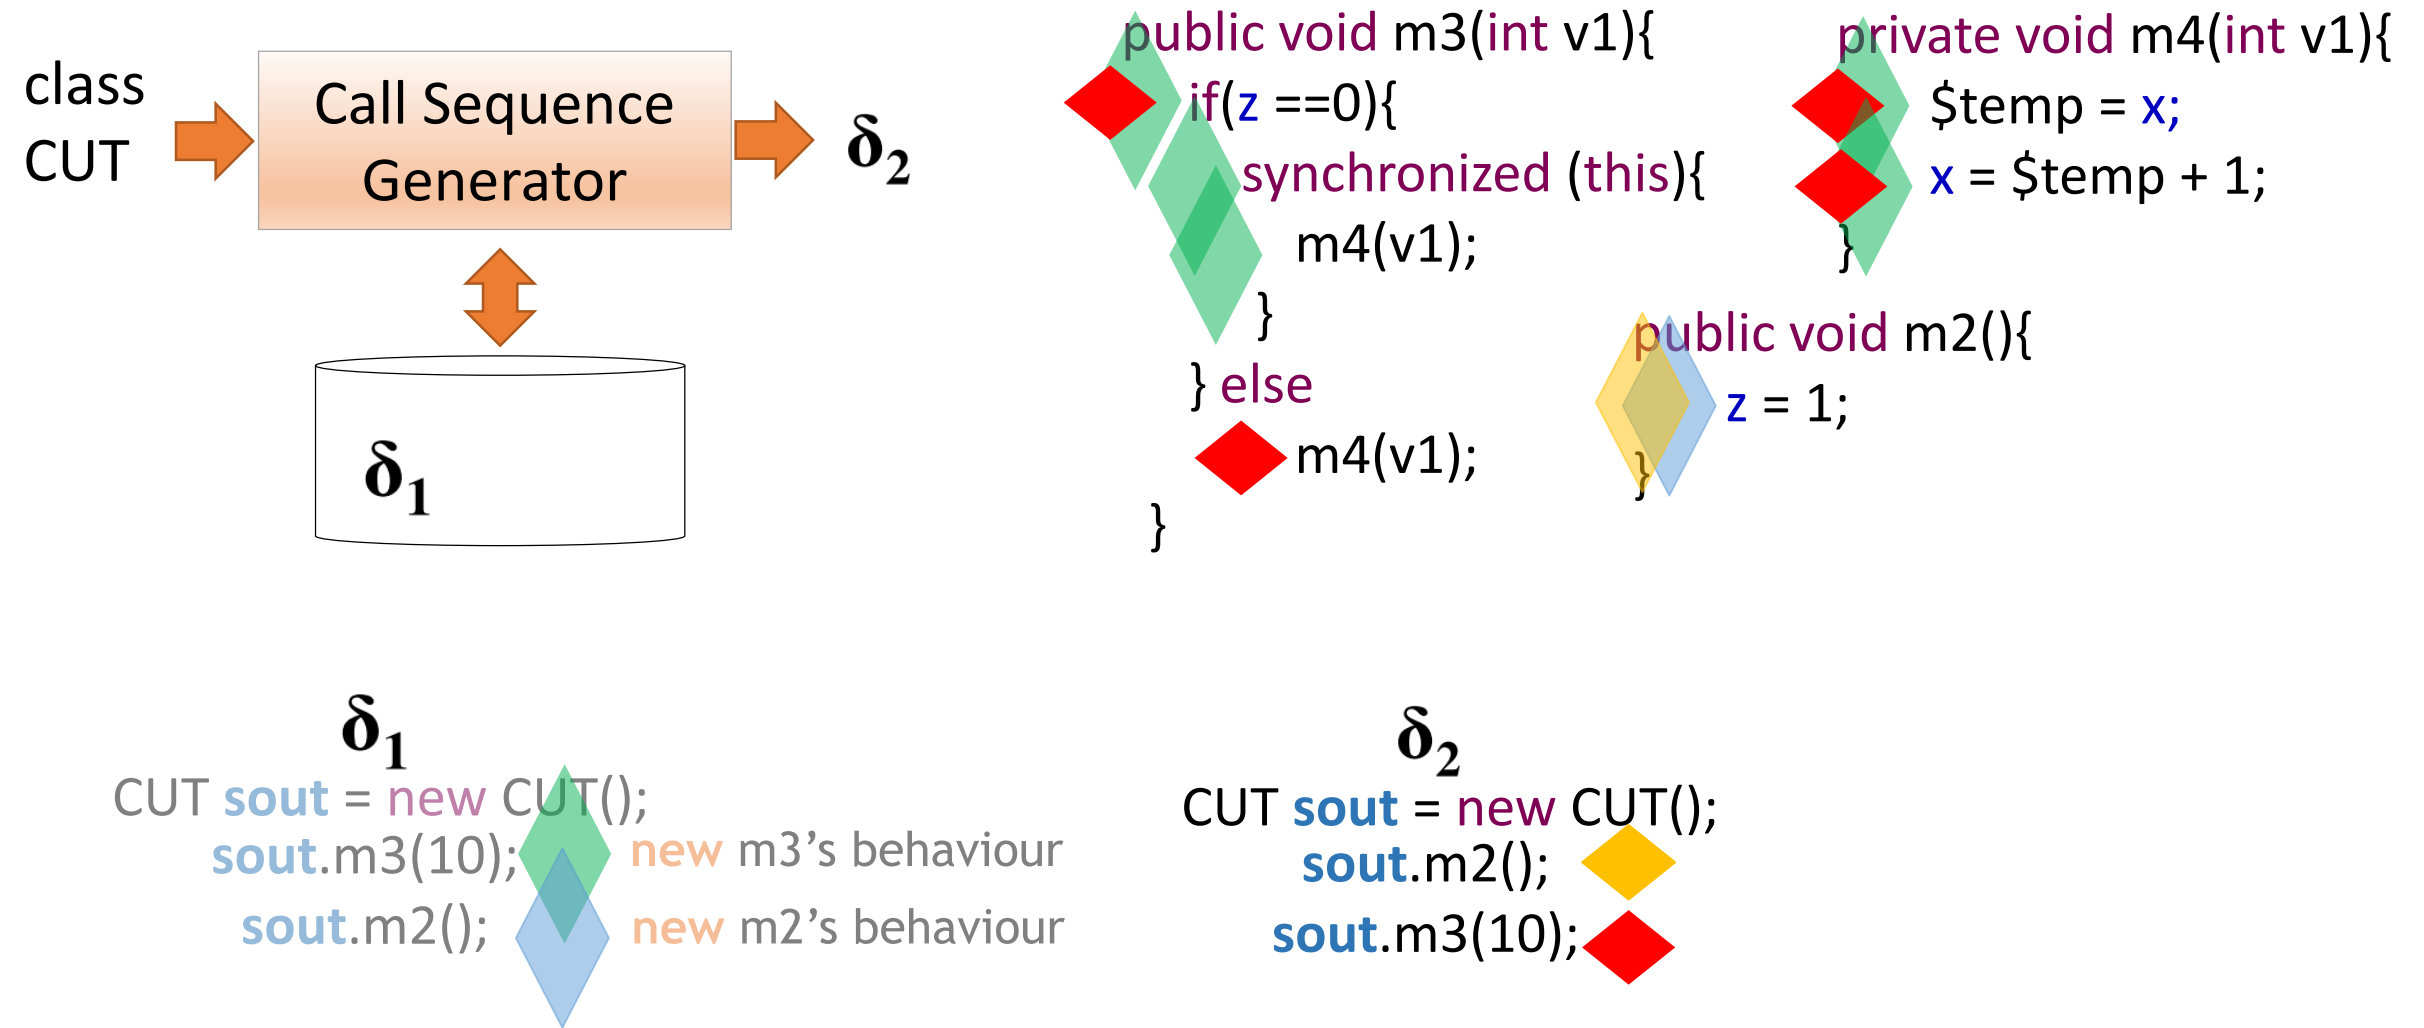 class
CUT
Call Sequence
Generator
δ2
δ1
public void m3(int v1){
if(z ==0){
synchronized (this){
m4(v1);
}
} else
m4(v1);
}
private void m4(int v1){
$temp = x;
x = $temp + 1;
}
public void m2(){
z = 1;
}
δ1
CUT sout = new CUT();
sout.m3(10); new m3’s behaviour
sout.m2(); new m2’s behaviour
δ2
CUT sout = new CUT();
sout.m2();
sout.m3(10);